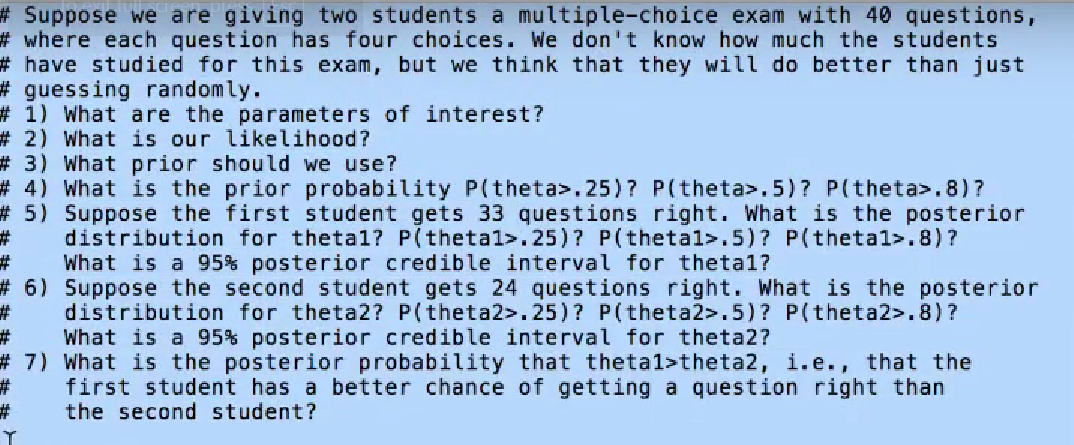 # Suppose we are giving two students a multiple-choice exam with 40 questions,
# where each question has four choices. We don't know how much the students
# have studied for this exam, but we think that they will do better than just
# guessing randomly.
# 1) What are the parameters of interest?
# 2) What is our likelihood?
# 3) What prior should we use?
# 4) What is the prior probability P(theta>.25)? P(theta>.5)? P(theta>.8)?
# 5) Suppose the first student gets 33 questions right. What is the posterior
#    distribution for theta1? P(theta1>.25)? P(theta1>.5)? P(theta1>.8)?
#    What is a 95% posterior credible interval for theta1?
# 6) Suppose the second student gets 24 questions right. What is the posterior
#    distribution for theta2? P(theta2>.25)? P(theta2>.5)? P(theta2>.8)?
#    What is a 95% posterior credible interval for theta2?
# 7) What is the posterior probability that theta1>theta2, i.e., that the
#    first student has a better chance of getting a question right than
#    the second student?